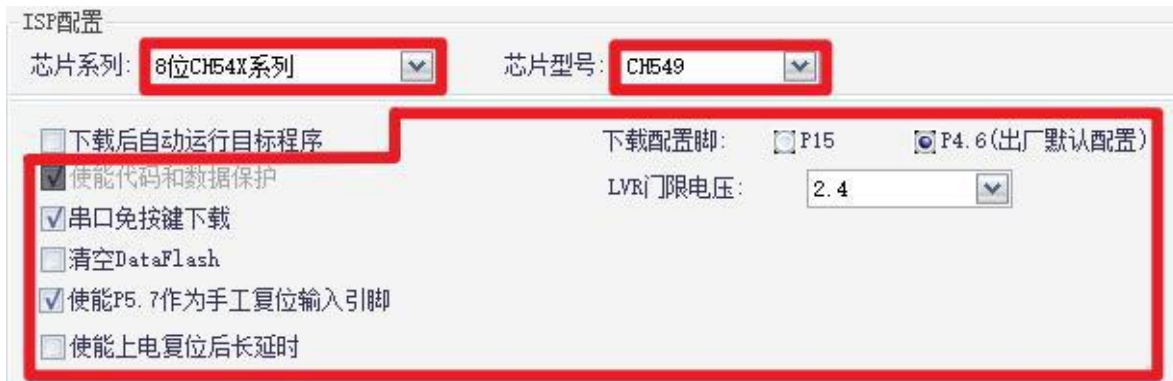 ISP配置
芯片系列: 8位CH54X系列 芯片型号: CH549
下载后自动运行目标程序 下载配置脚: P15 P4.6(出厂默认配置)
使能代码和数据保护 LVR门限电压: 2.4
串口免按键下载
清空DataFlash
使能P5.7作为手工复位输入引脚
使能上电复位后长延时